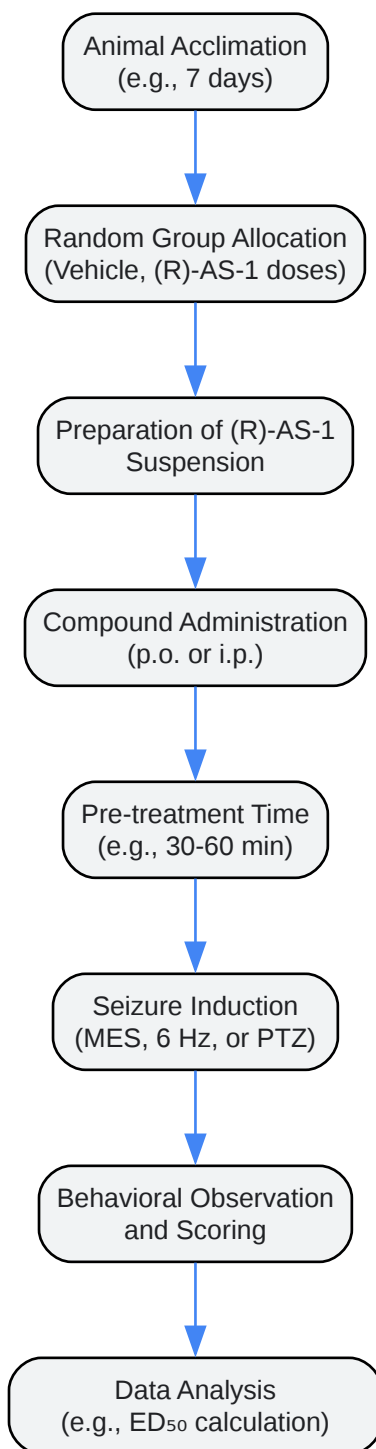 Animal Acclimation
(e.g., 7 days)
Random Group Allocation
(Vehicle, (R)-AS-1 doses)
Preparation of (R)-AS-1
Suspension
Compound Administration
(p.o. or i.p.)
Pre-treatment Time
(e.g., 30-60 min)
Seizure Induction
(MES, 6 Hz, or PTZ)
Behavioral Observation
and Scoring
Data Analysis
(e.g., ED₅₀ calculation)